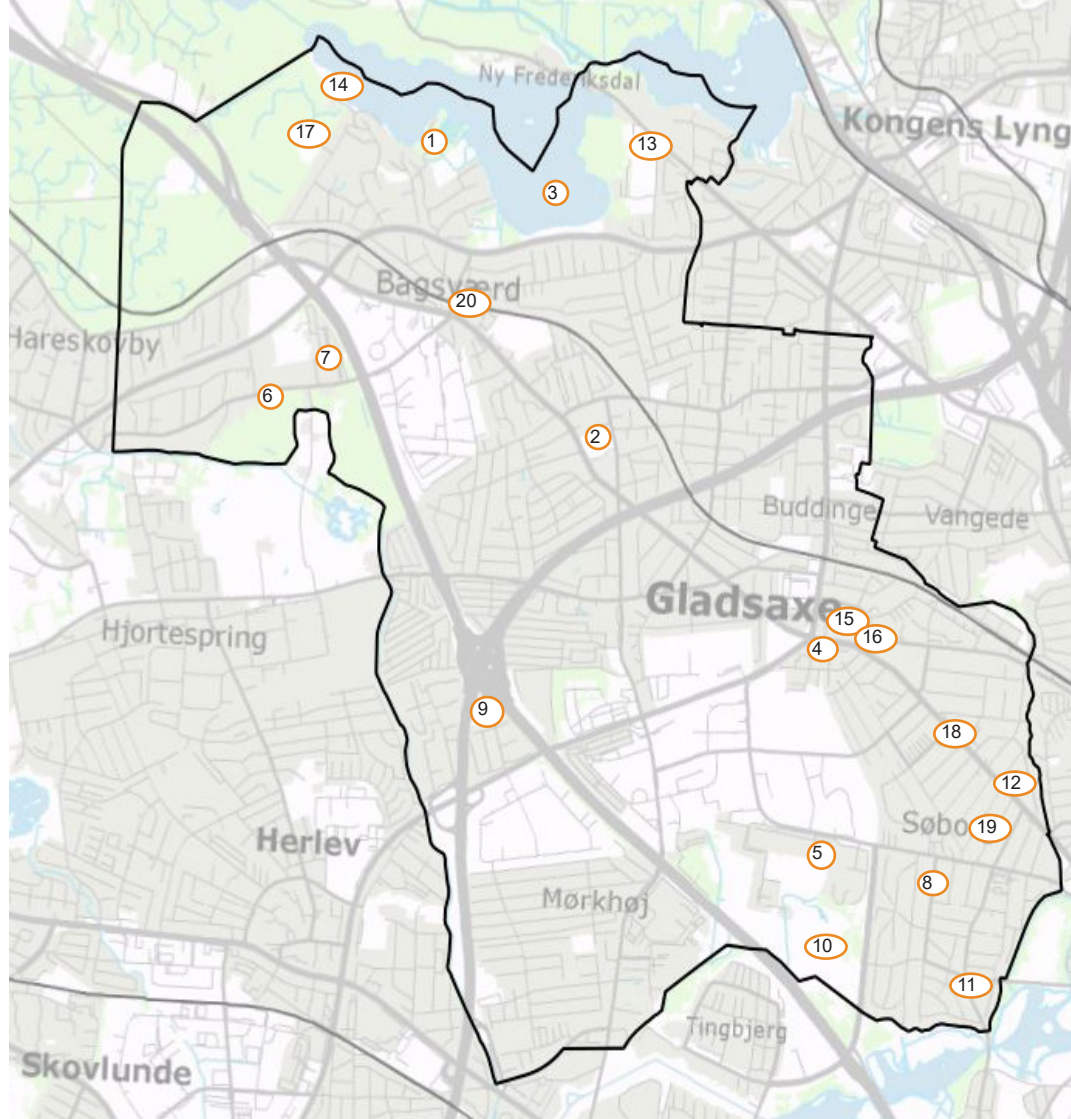 Ny Frederiksdal
14
Kongens Lyng
17
1
13
3
Bagsværd
20
Hareskovby
7
6
2
Buddinge
Vangede
Gladsaxe
15
Hjortespring
16
4
9
18
12
Søbo
19
Herlev
5
8
Mørkhøj
10
11
Tingbjerg
Skovlunde